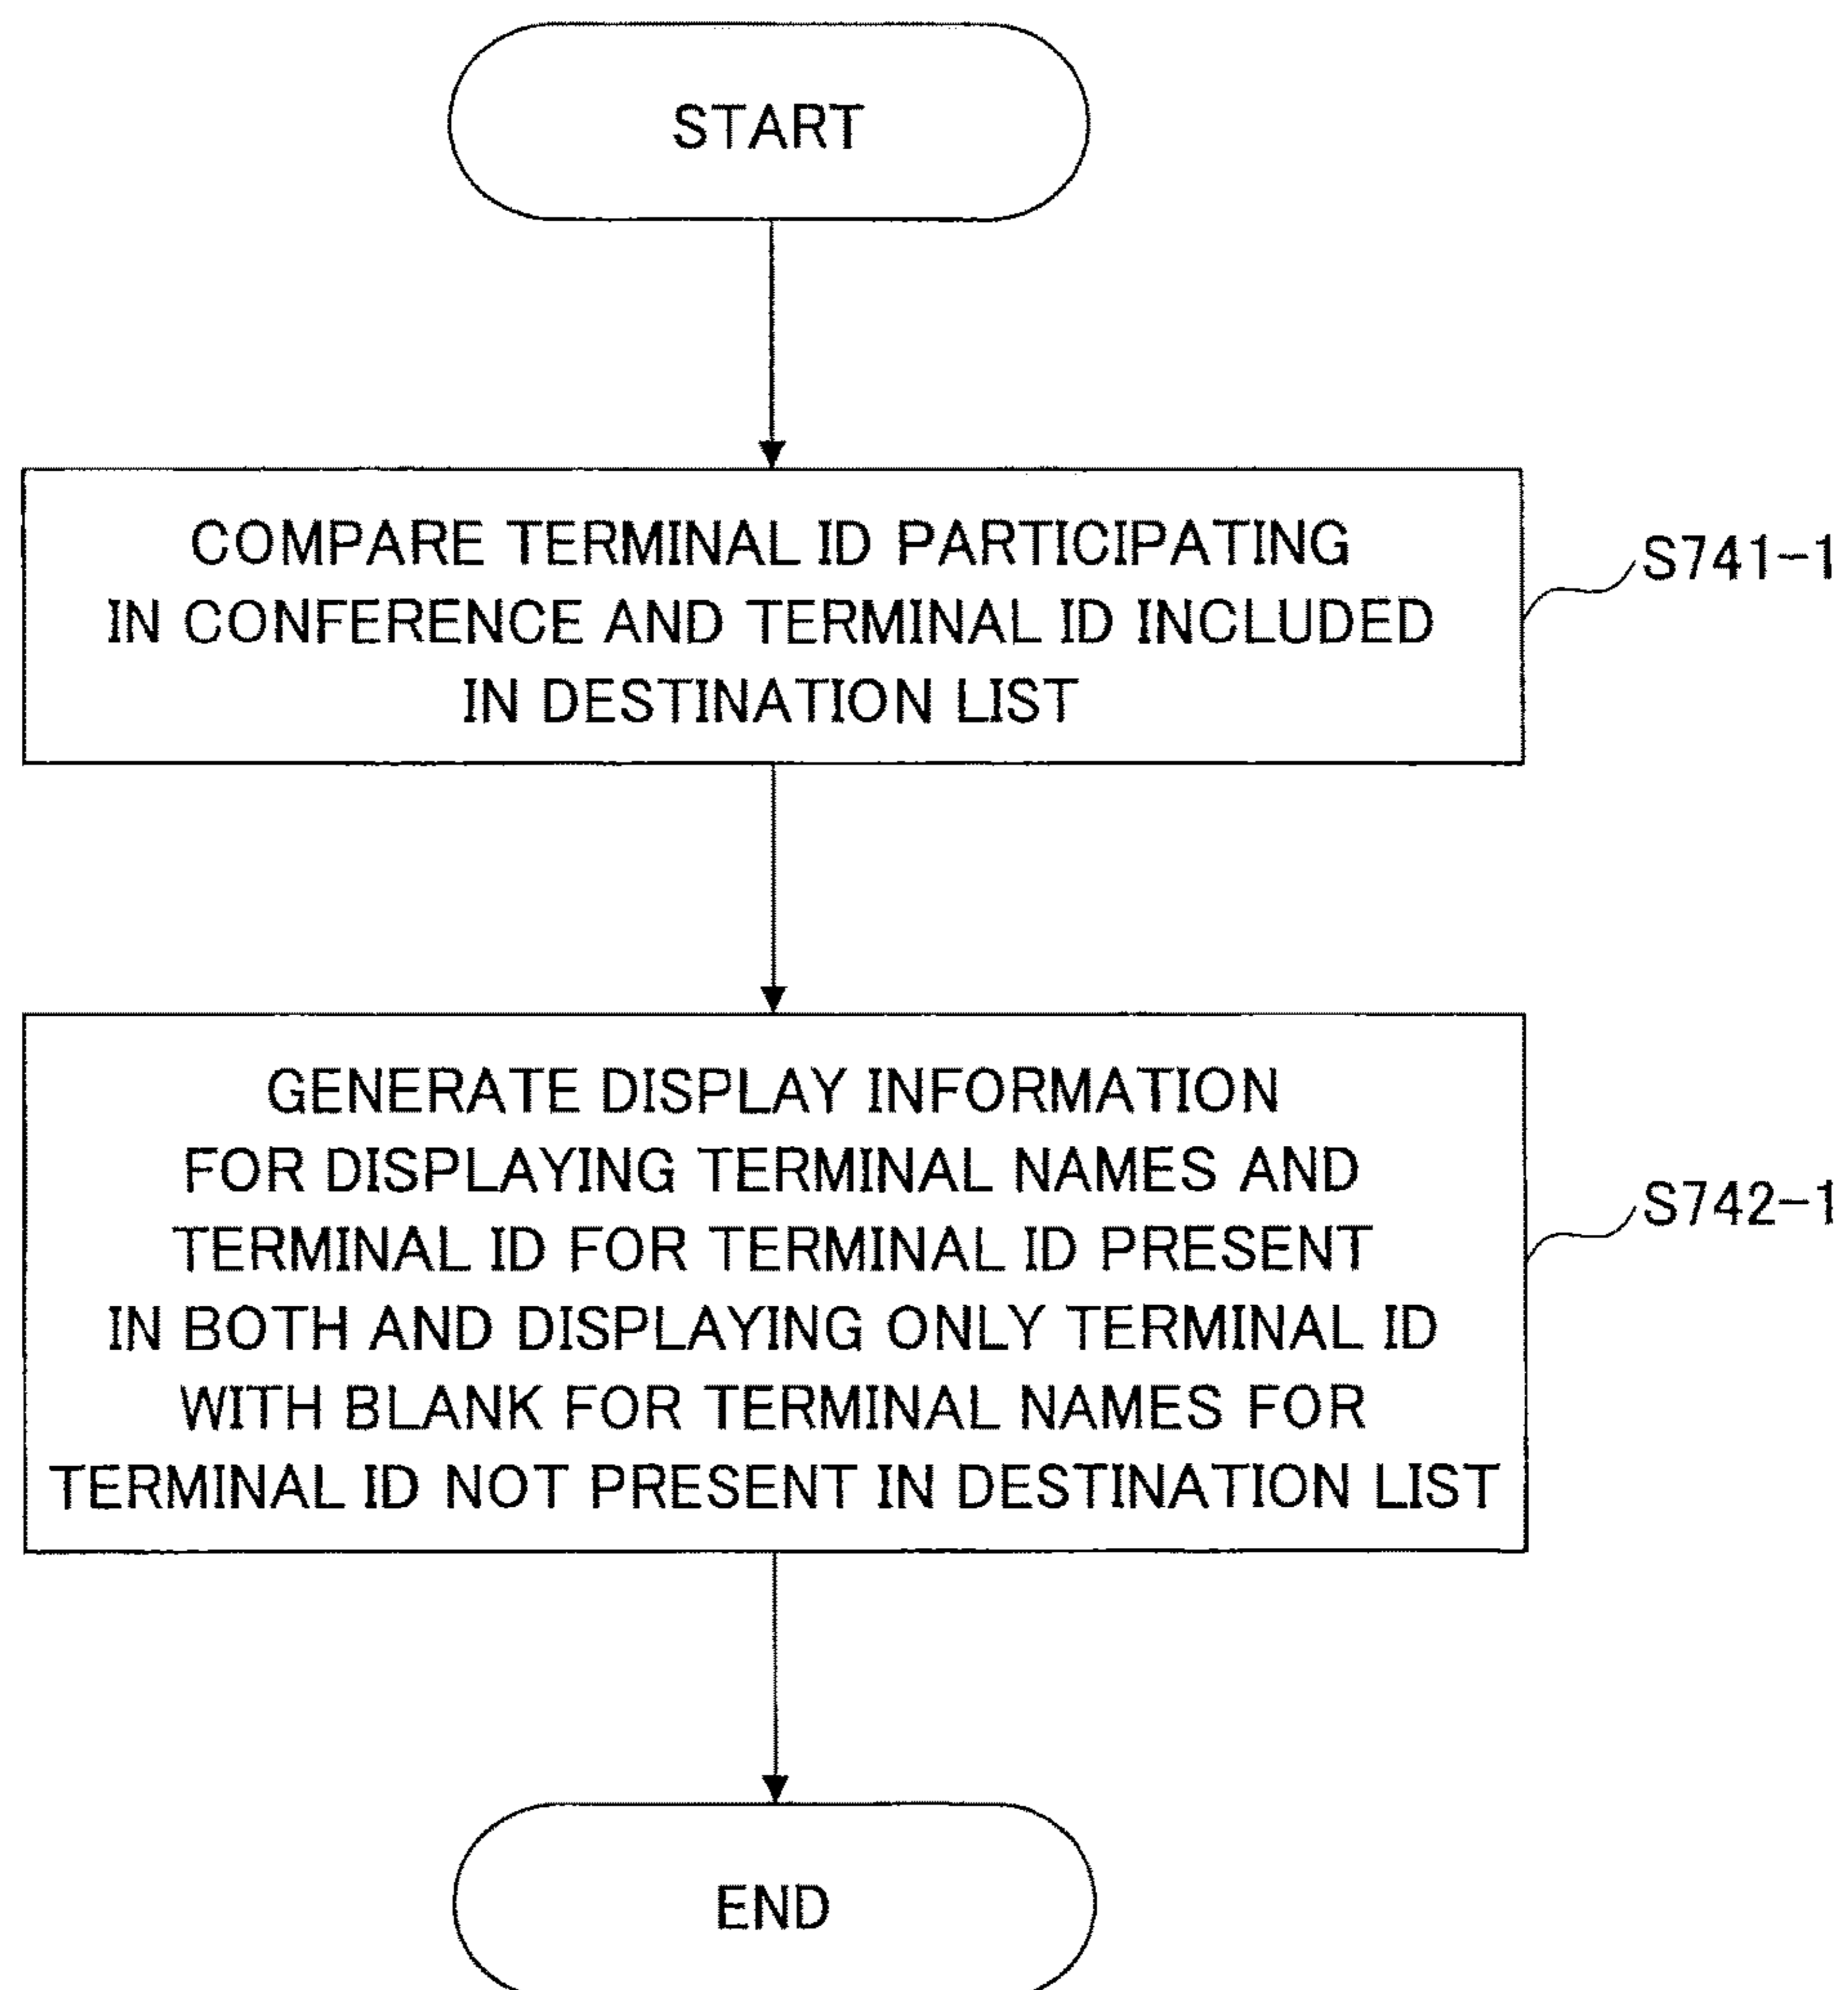 START
COMPARE TERMINAL ID PARTICIPATING
IN CONFERENCE AND TERMINAL ID INCLUDED
IN DESTINATION LIST
S741-1
GENERATE DISPLAY INFORMATION
FOR DISPLAYING TERMINAL NAMES AND
TERMINAL ID FOR TERMINAL ID PRESENT
IN BOTH AND DISPLAYING ONLY TERMINAL ID
WITH BLANK FOR TERMINAL NAMES FOR
TERMINAL ID NOT PRESENT IN DESTINATION LIST
S742-1
END